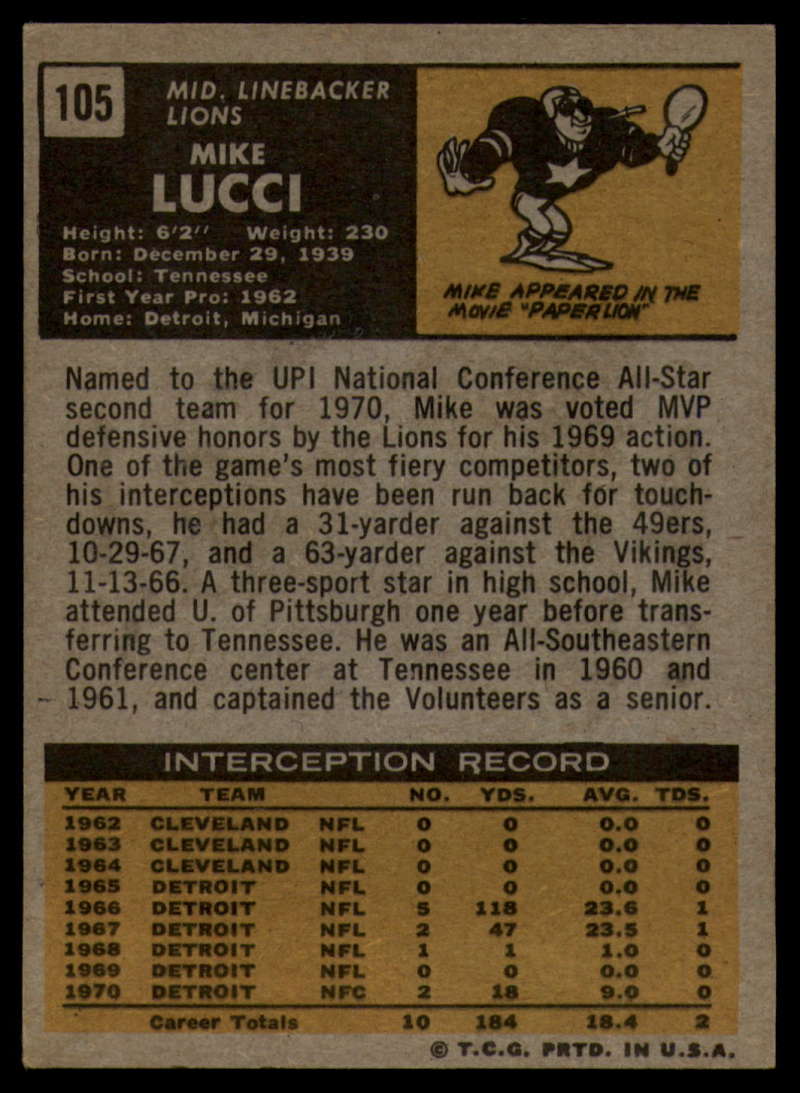 105
MID. LINEBACKER
LIONS
MIKE
LUCCI
Height: 6'2'' Weight: 230
Born: December 29, 1939
School: Tennessee
First Year Pro: 1962
Home: Detroit, Michigan
MIKE APPEARED IN THE
MOVIE "PAPER LION"
Named to the UPI National Conference All-Star
second team for 1970, Mike was voted MVP
defensive honors by the Lions for his 1969 action.
One of the game's most fiery competitors, two of
his interceptions have been run back for touch-
downs, he had a 31-yarder against the 49ers,
10-29-67, and a 63-yarder against the Vikings,
11-13-66. A three-sport star in high school, Mike
attended U. of Pittsburgh one year before trans-
ferring to Tennessee. He was an All-Southeastern
Conference center at Tennessee in 1960 and
1961, and captained the Volunteers as a senior.
INTERCEPTION RECORD
YEAR TEAM NO. YDS. AVG. TDS.
1962 CLEVELAND NFL 0 0 0.0 0
1963 CLEVELAND NFL 0 0 0.0 0
1964 CLEVELAND NFL 0 0 0.0 0
1965 DETROIT NFL 0 0 0.0 0
1966 DETROIT NFL 5 118 23.6 1
1967 DETROIT NFL 2 47 23.5 1
1968 DETROIT NFL 1 1 1.0 0
1969 DETROIT NFL 0 0 0.0 0
1970 DETROIT NFC 2 18 9.0 0
Career Totals 10 184 18.4 2
© T.C.G. PRTD. IN U.S.A.